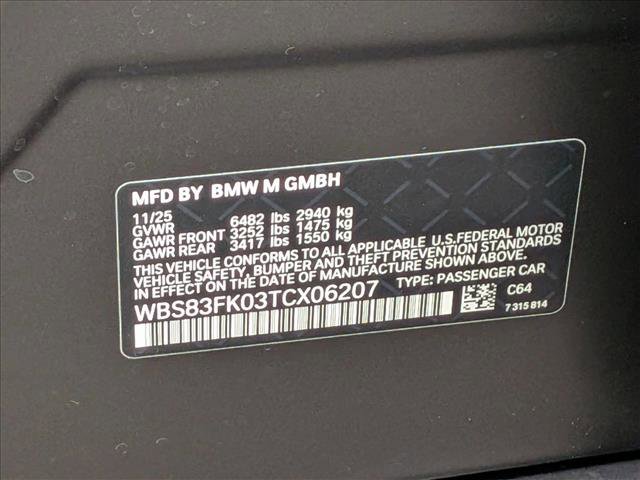 MFD BY BMW M GMBH
11/25
GVWR 6482 lbs 2940 kg
GAWR FRONT 3252 lbs 1475 kg
GAWR REAR 3417 lbs 1550 kg
THIS VEHICLE CONFORMS TO ALL APPLICABLE U.S.FEDERAL MOTOR
VEHICLE SAFETY, BUMPER, AND THEFT PREVENTION STANDARDS
IN EFFECT ON THE DATE OF MANUFACTURE SHOWN ABOVE.
WBS83FK03TCX06207 TYPE: PASSENGER CAR
C64
7 315 814